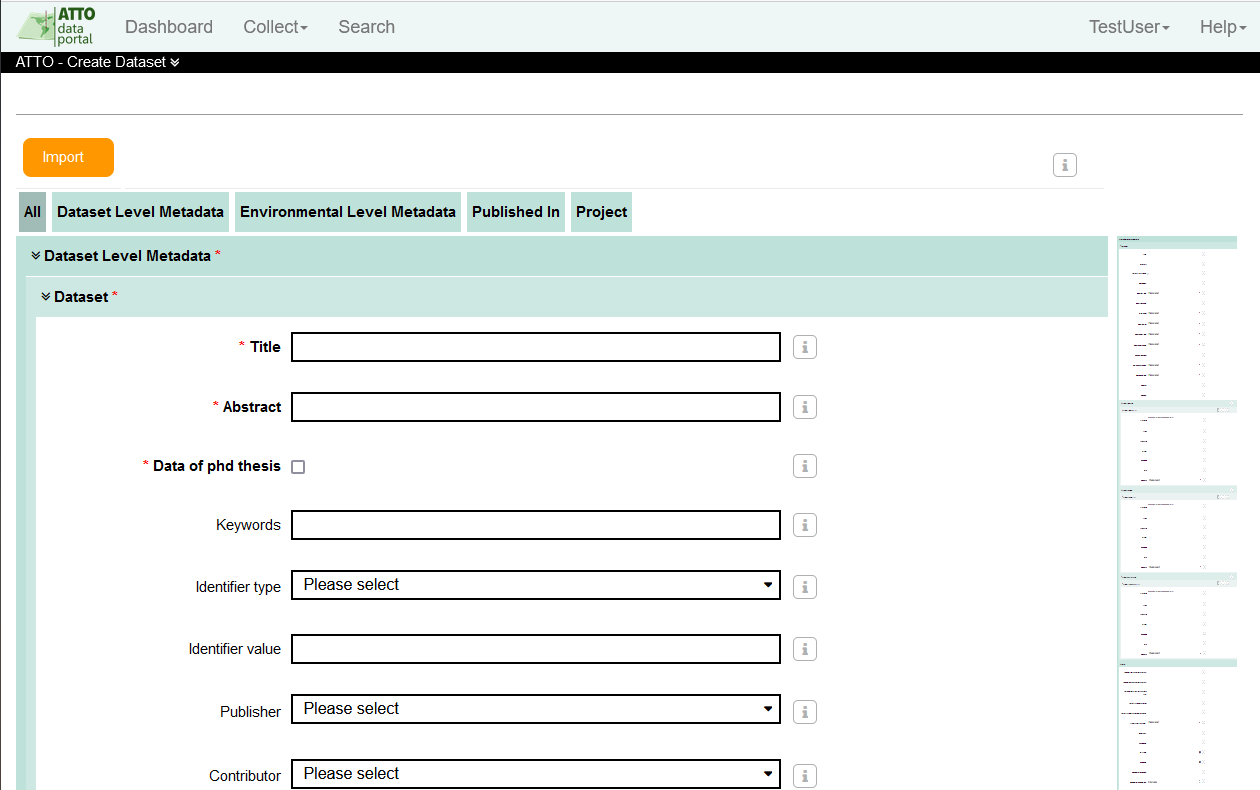 ATTO
data
portal
Dashboard Collect Search TestUser Help
ATTO - Create Dataset
Import
All Dataset Level Metadata Environmental Level Metadata Published In Project
Dataset Level Metadata *
Dataset *
* Title
* Abstract
* Data of phd thesis
Keywords
Identifier type Please select
Identifier value
Publisher Please select
Contributor Please select